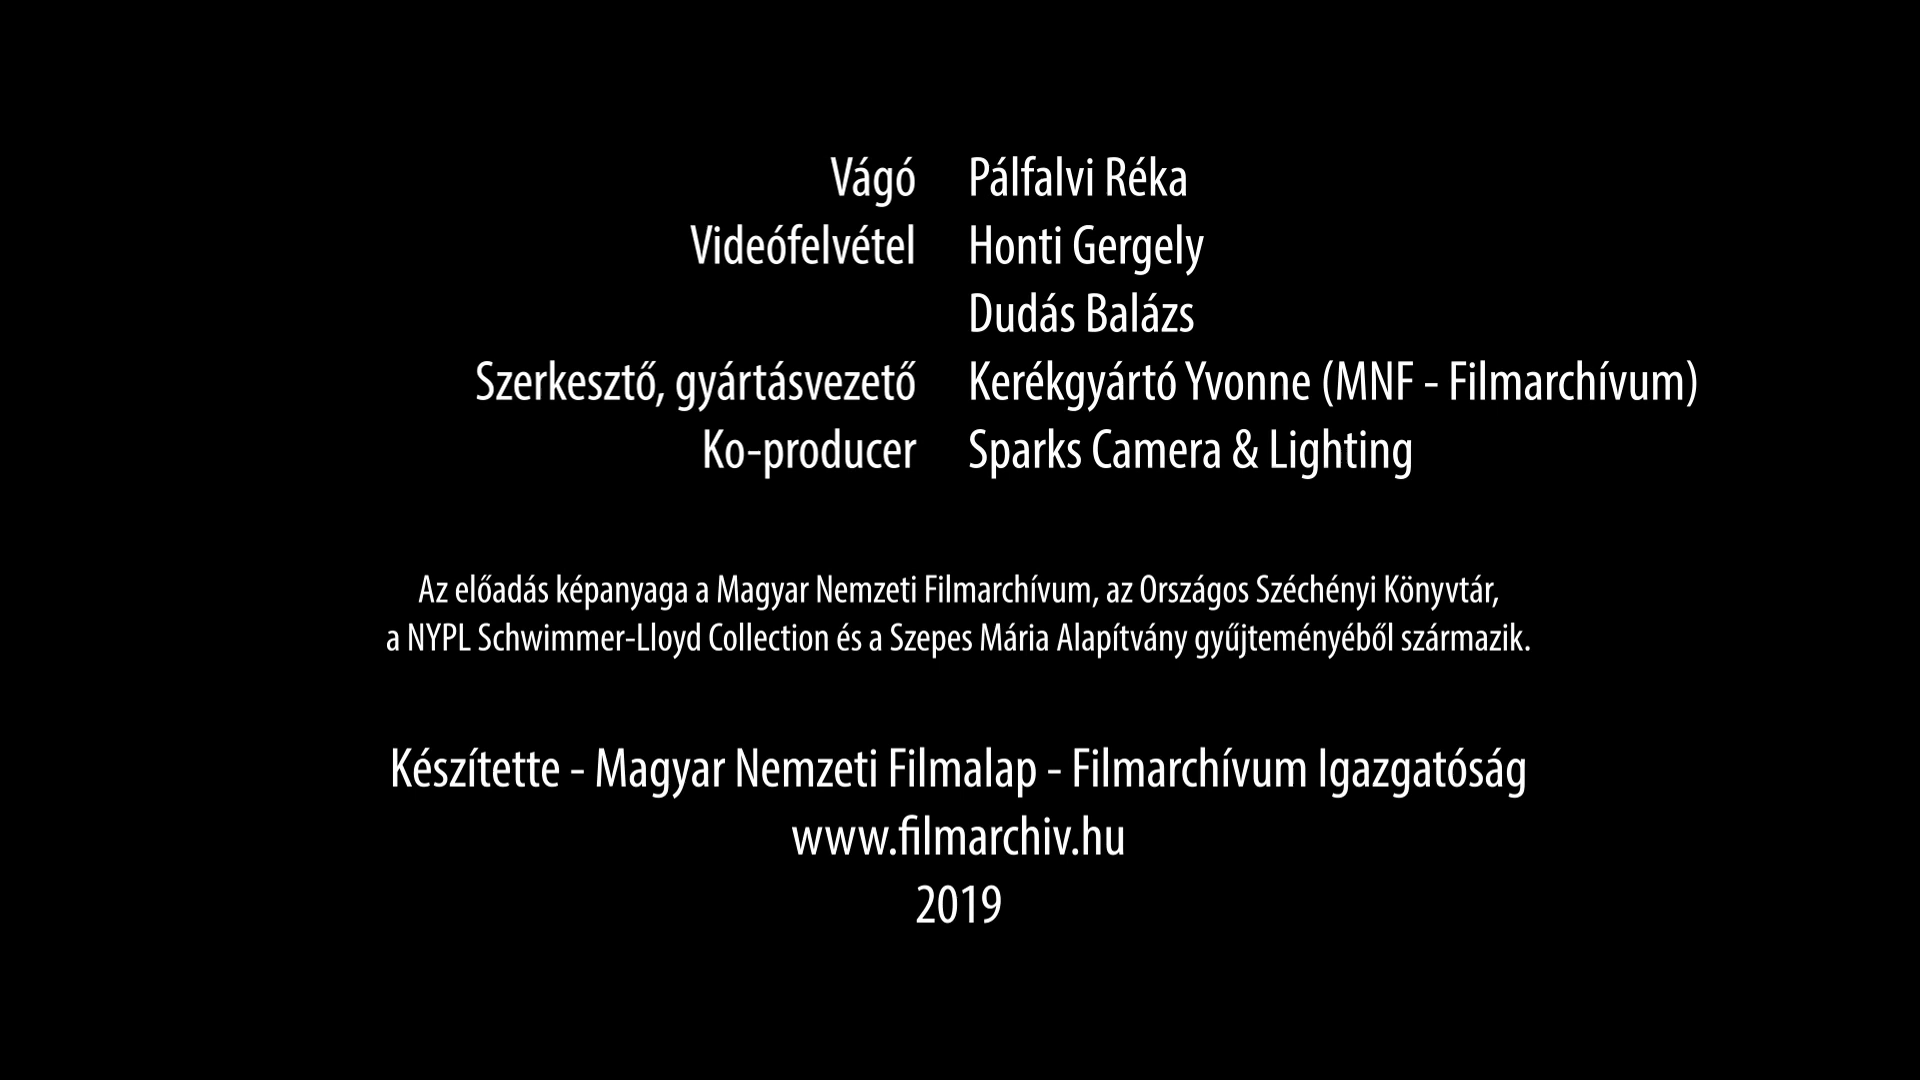 Vágó Pálfalvi Réka
Videófelvétel Honti Gergely
Dudás Balázs
Szerkesztő, gyártásvezető Kerékgyártó Yvonne (MNF - Filmarchívum)
Ko-producer Sparks Camera & Lighting
Az előadás képanyaga a Magyar Nemzeti Filmarchívum, az Országos Széchényi Könyvtár,
a NYPL Schwimmer-Lloyd Collection és a Szepes Mária Alapítvány gyűjteményéből származik.
Készítette - Magyar Nemzeti Filmalap - Filmarchívum Igazgatóság
www.filmarchiv.hu
2019